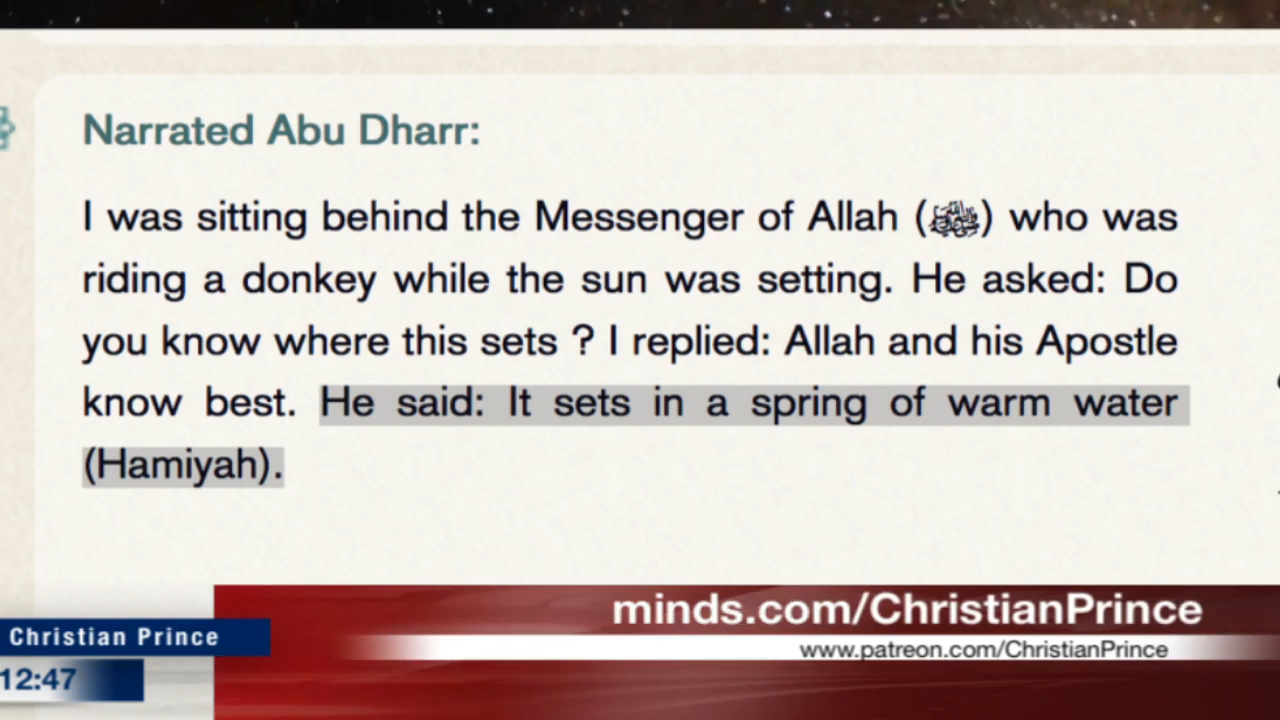 Narrated Abu Dharr:
I was sitting behind the Messenger of Allah (ﷺ) who was
riding a donkey while the sun was setting. He asked: Do
you know where this sets ? I replied: Allah and his Apostle
know best. He said: It sets in a spring of warm water
(Hamiyah).
minds.com/ChristianPrince
Christian Prince
www.patreon.com/ChristianPrince
12:47